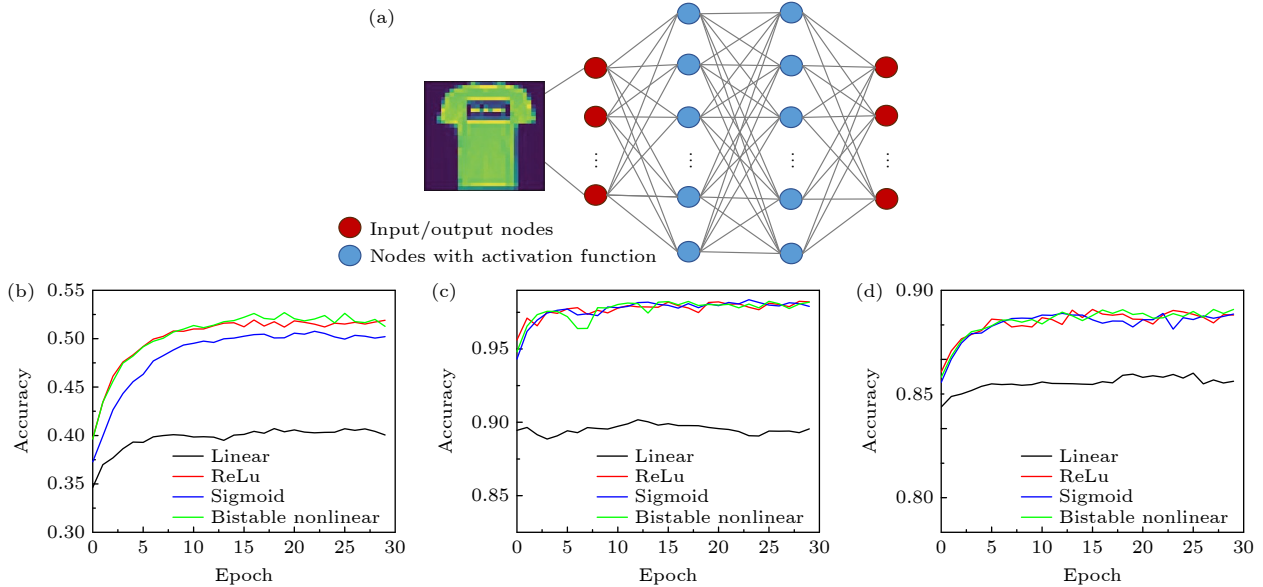 (a)
...
...
...
...
Input/output nodes
Nodes with activation function
(b)
0.55
0.50
0.45
0.40
0.35
0.30
Accuracy
Linear
ReLu
Sigmoid
Bistable nonlinear
0 5 10 15 20 25 30
Epoch
(c)
0.95
0.90
0.85
Accuracy
Linear
ReLu
Sigmoid
Bistable nonlinear
0 5 10 15 20 25 30
Epoch
(d)
0.90
0.85
0.80
Accuracy
Linear
ReLu
Sigmoid
Bistable nonlinear
0 5 10 15 20 25 30
Epoch